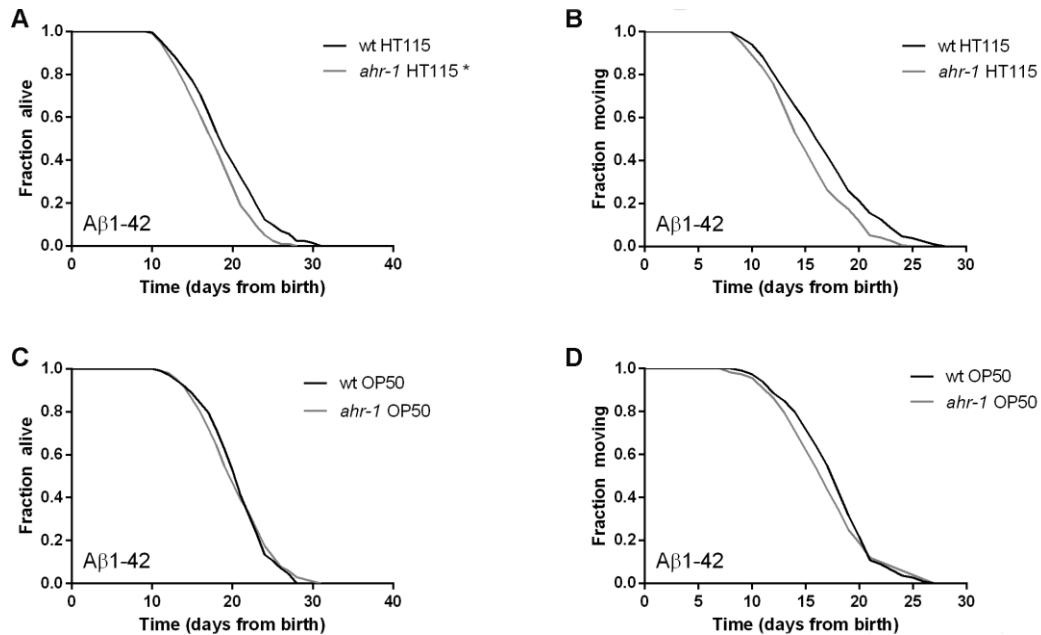 A
1.0
0.8
0.6
0.4
0.2
0.0
Fraction alive
wt HT115
ahr-1 HT115 *
Aβ1-42
0
10
20
30
40
Time (days from birth)
B
1.0
0.8
0.6
0.4
0.2
0.0
Fraction moving
wt HT115
ahr-1 HT115
Aβ1-42
0
5
10
15
20
25
30
Time (days from birth)
C
1.0
0.8
0.6
0.4
0.2
0.0
Fraction alive
wt OP50
ahr-1 OP50
Aβ1-42
0
10
20
30
40
Time (days from birth)
D
1.0
0.8
0.6
0.4
0.2
0.0
Fraction moving
wt OP50
ahr-1 OP50
Aβ1-42
0
5
10
15
20
25
30
Time (days from birth)